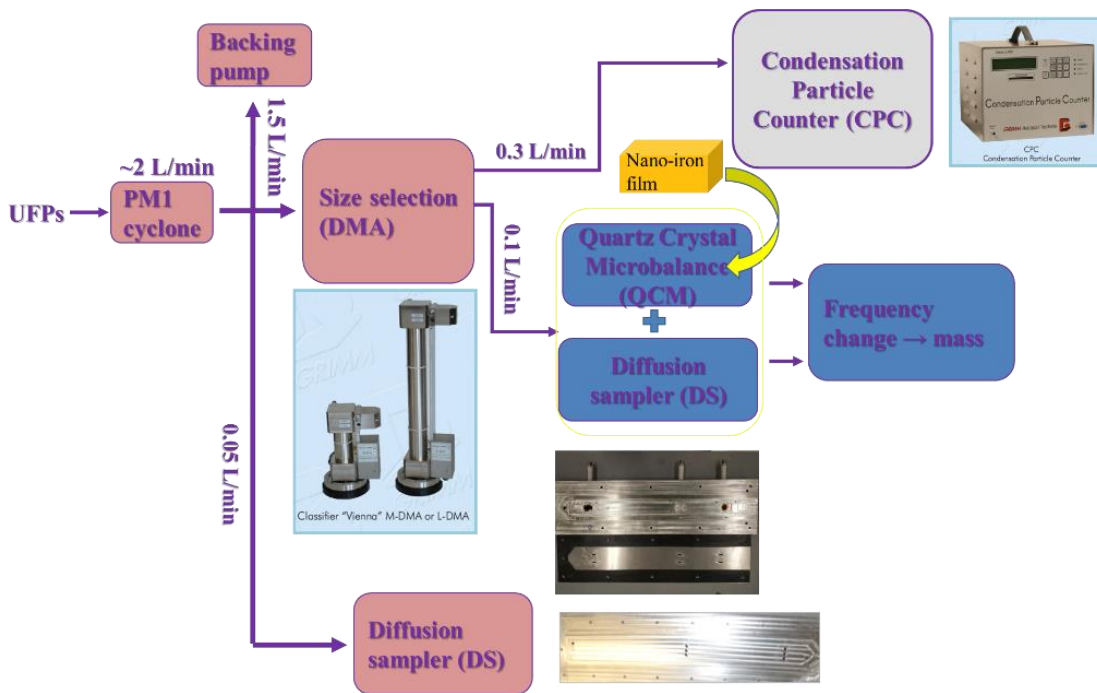 Backing
pump
1.5 L/min
~2 L/min
UFPs
PM1
cyclone
Size selection
(DMA)
0.3 L/min
Condensation
Particle
Counter (CPC)
Condensation Particle Counter
CPC
Condensation Particle Counter
Nano-iron
film
0.1 L/min
Quartz Crystal
Microbalance
(QCM)
Diffusion
sampler (DS)
Frequency
change → mass
GRIMM
Classifier "Vienna" M-DMA or L-DMA
0.05 L/min
Diffusion
sampler (DS)